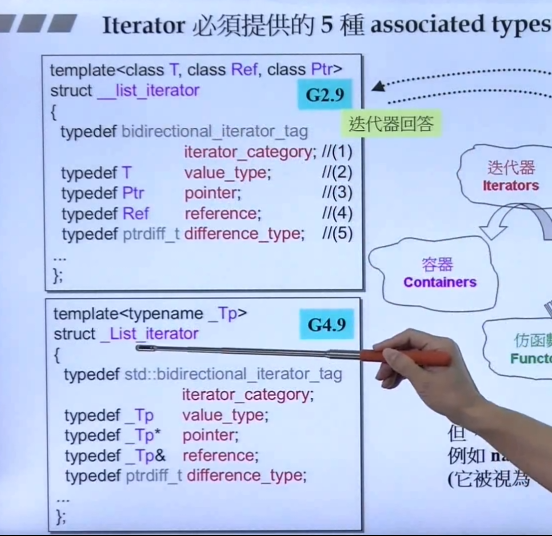 Iterator 必須提供的 5 種 associated types
template<class T, class Ref, class Ptr>
struct __list_iterator
G2.9
{
迭代器回答
typedef bidirectional_iterator_tag
iterator_category; //(1)
typedef T value_type; //(2)
typedef Ptr pointer; //(3)
typedef Ref reference; //(4)
typedef ptrdiff_t difference_type; //(5)
...
};
迭代器
Iterators
容器
Containers
template<typename _Tp>
struct _List_iterator
G4.9
{
typedef std::bidirectional_iterator_tag
iterator_category;
typedef _Tp value_type;
typedef _Tp* pointer;
typedef _Tp& reference;
typedef ptrdiff_t difference_type;
...
};
仿函
Functo
但
例如
(它被視為